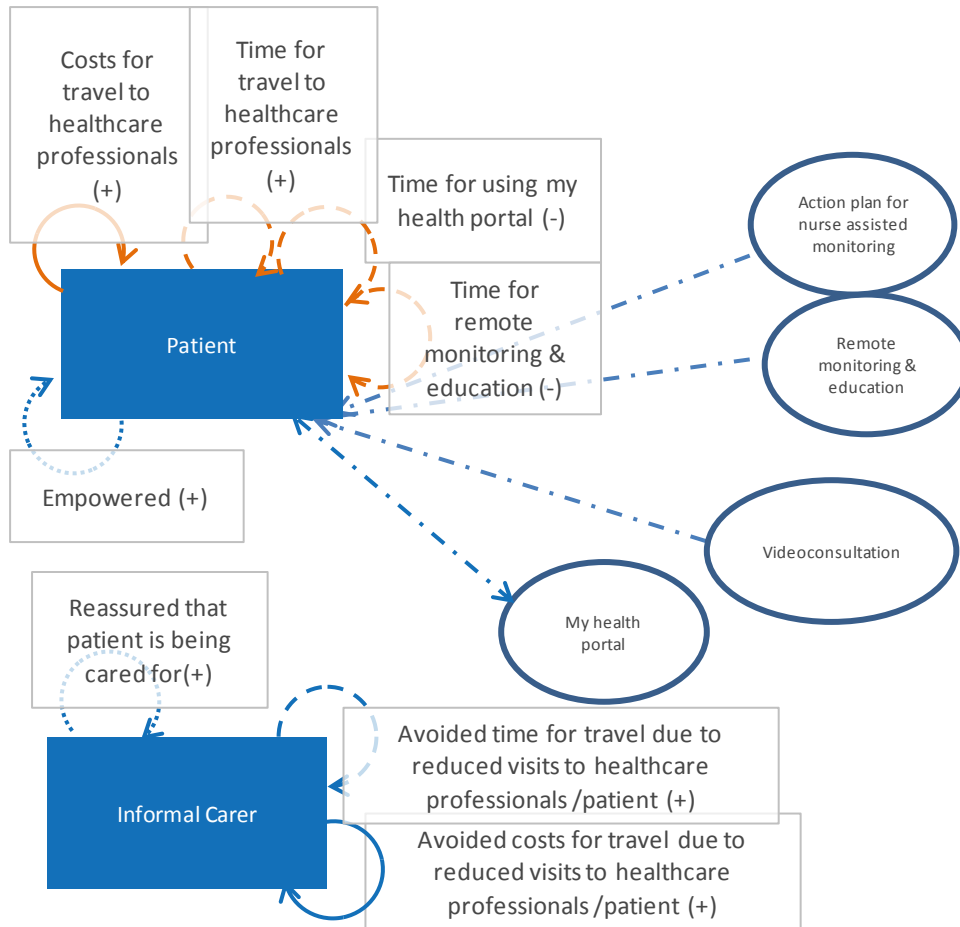 Costs for
travel to
healthcare
professionals
(+)
Time for
travel to
healthcare
professionals
(+)
Time for using my
health portal (-)
Time for
remote
monitoring &
education (-)
Patient
Empowered (+)
Action plan for
nurse assisted
monitoring
Remote
monitoring &
education
Videoconsultation
My health
portal
Reassured that
patient is being
cared for(+)
Informal Carer
Avoided time for travel due to
reduced visits to healthcare
professionals /patient (+)
Avoided costs for travel due to
reduced visits to healthcare
professionals /patient (+)